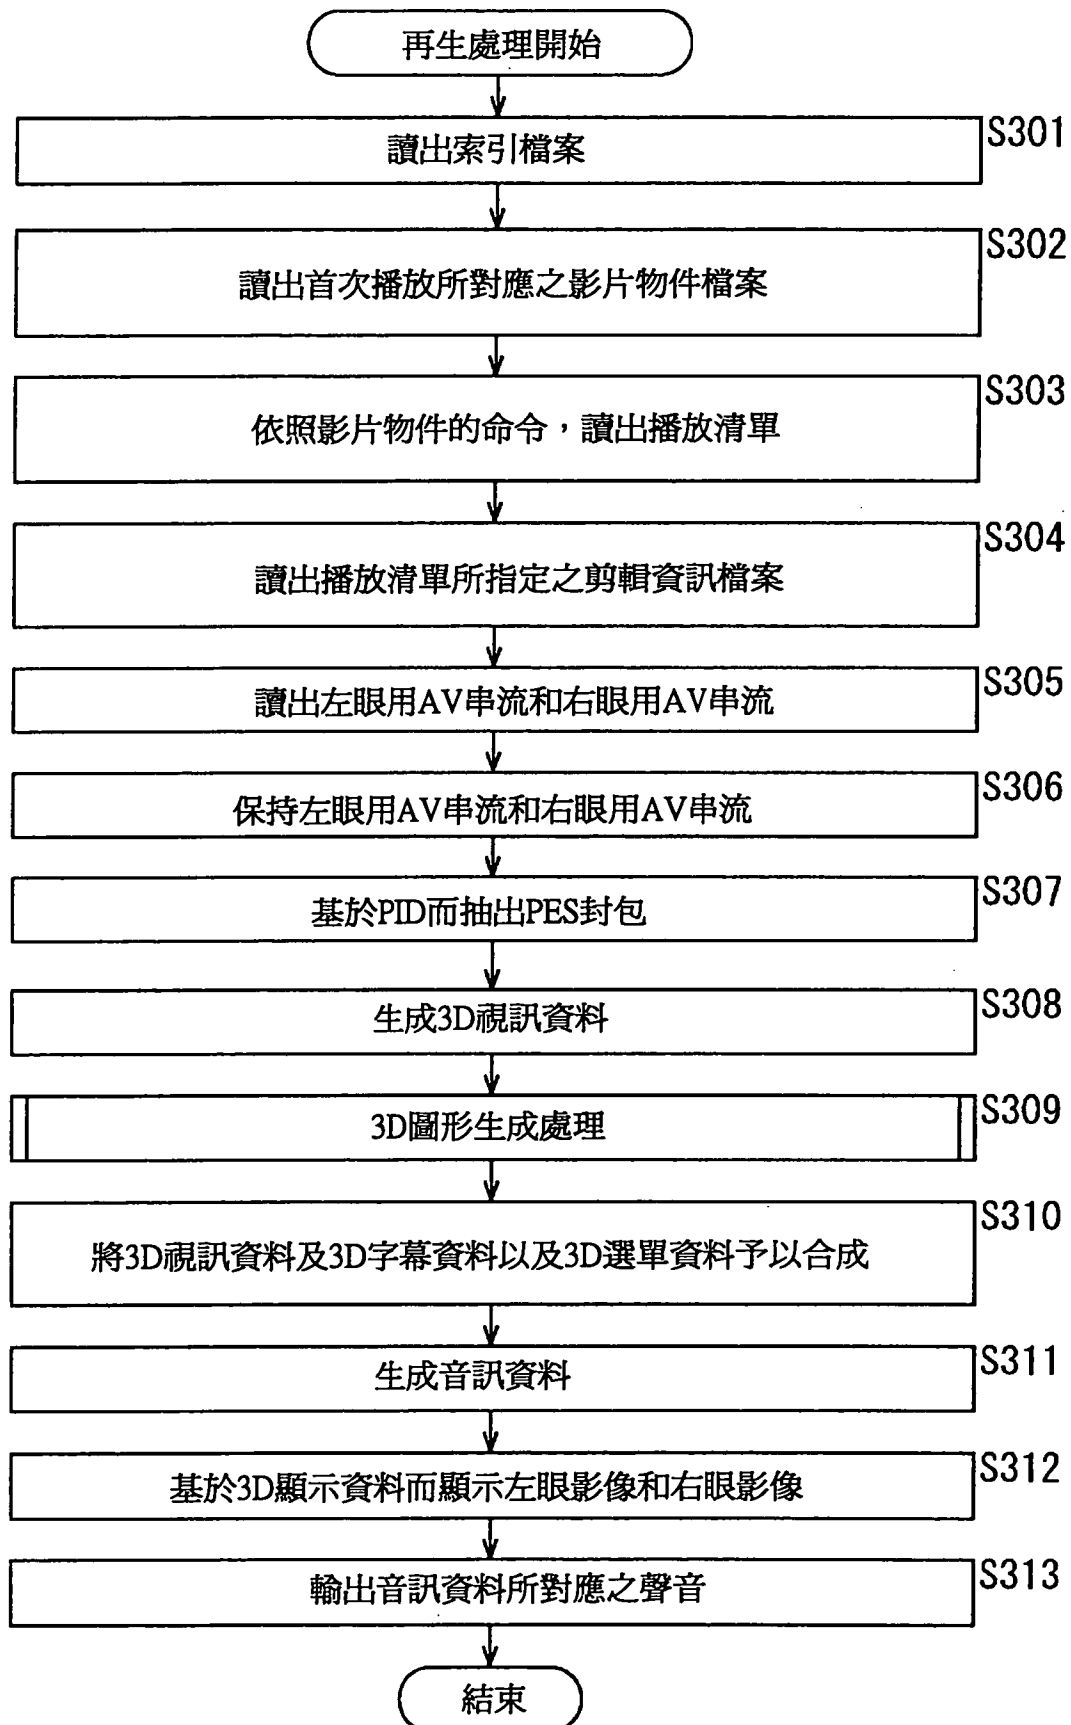 再生處理開始
讀出索引檔案 S301
讀出首次播放所對應之影片物件檔案 S302
依照影片物件的命令，讀出播放清單 S303
讀出播放清單所指定之剪輯資訊檔案 S304
讀出左眼用AV串流和右眼用AV串流 S305
保持左眼用AV串流和右眼用AV串流 S306
基於PID而抽出PES封包 S307
生成3D視訊資料 S308
3D圖形生成處理 S309
將3D視訊資料及3D字幕資料以及3D選單資料予以合成 S310
生成音訊資料 S311
基於3D顯示資料而顯示左眼影像和右眼影像 S312
輸出音訊資料所對應之聲音 S313
結束